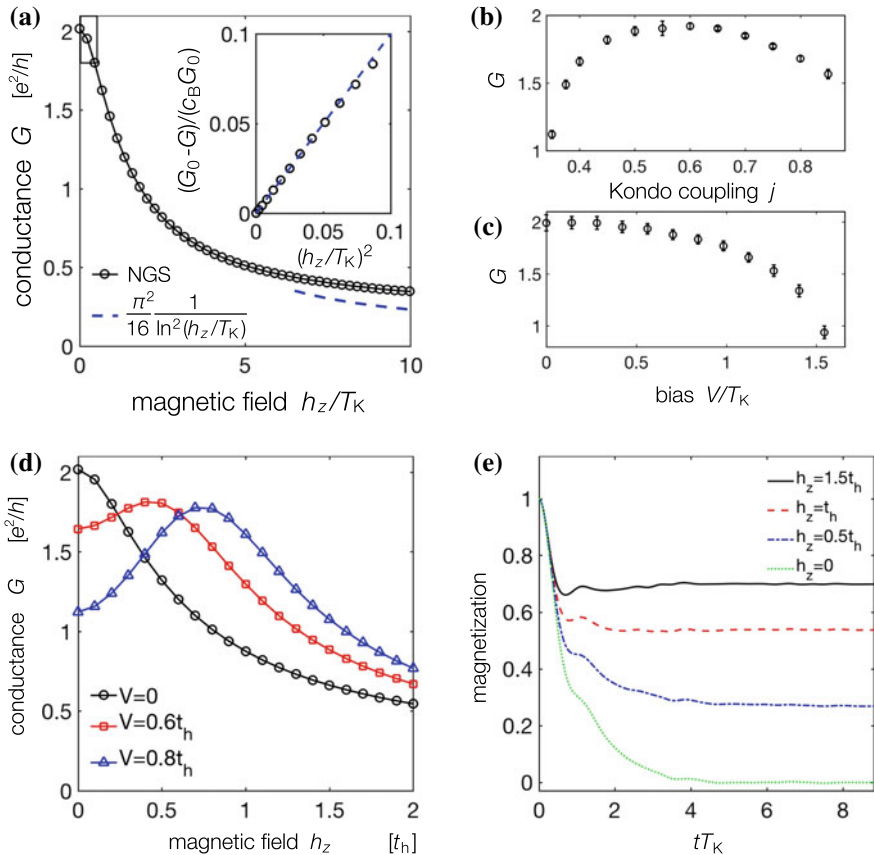 (a)
conductance G [e²/h]
2
1.5
1
0.5
0
0
5
10
magnetic field h_z/T_K
NGS
π²/16 1/ln²(h_z/T_K)
(G₀-G)/(c_B G₀)
0.1
0.05
0
0
0.05
0.1
(h_z/T_K)²
(b)
G
2
1.5
1
0.4
0.5
0.6
0.7
0.8
Kondo coupling j
(c)
G
2
1.5
1
0
0.5
1
1.5
bias V/T_K
(d)
conductance G [e²/h]
2
1.5
1
0.5
0
V=0
V=0.6t_h
V=0.8t_h
0
0.5
1
1.5
2
magnetic field h_z [t_h]
(e)
magnetization
1
0.8
0.6
0.4
0.2
0
h_z=1.5t_h
h_z=t_h
h_z=0.5t_h
h_z=0
0
2
4
6
8
tT_K